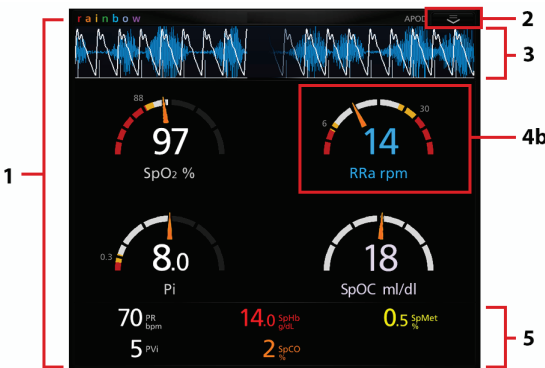 rainbow APOD 2
3
88
97
SpO2 %
6 30
14
RRa rpm
4b
1
0.3
8.0
Pi
18
SpOC ml/dl
70 PR bpm 14.0 SpHb g/dL 0.5 SpMet %
5 PVi 2 SpCO %
5